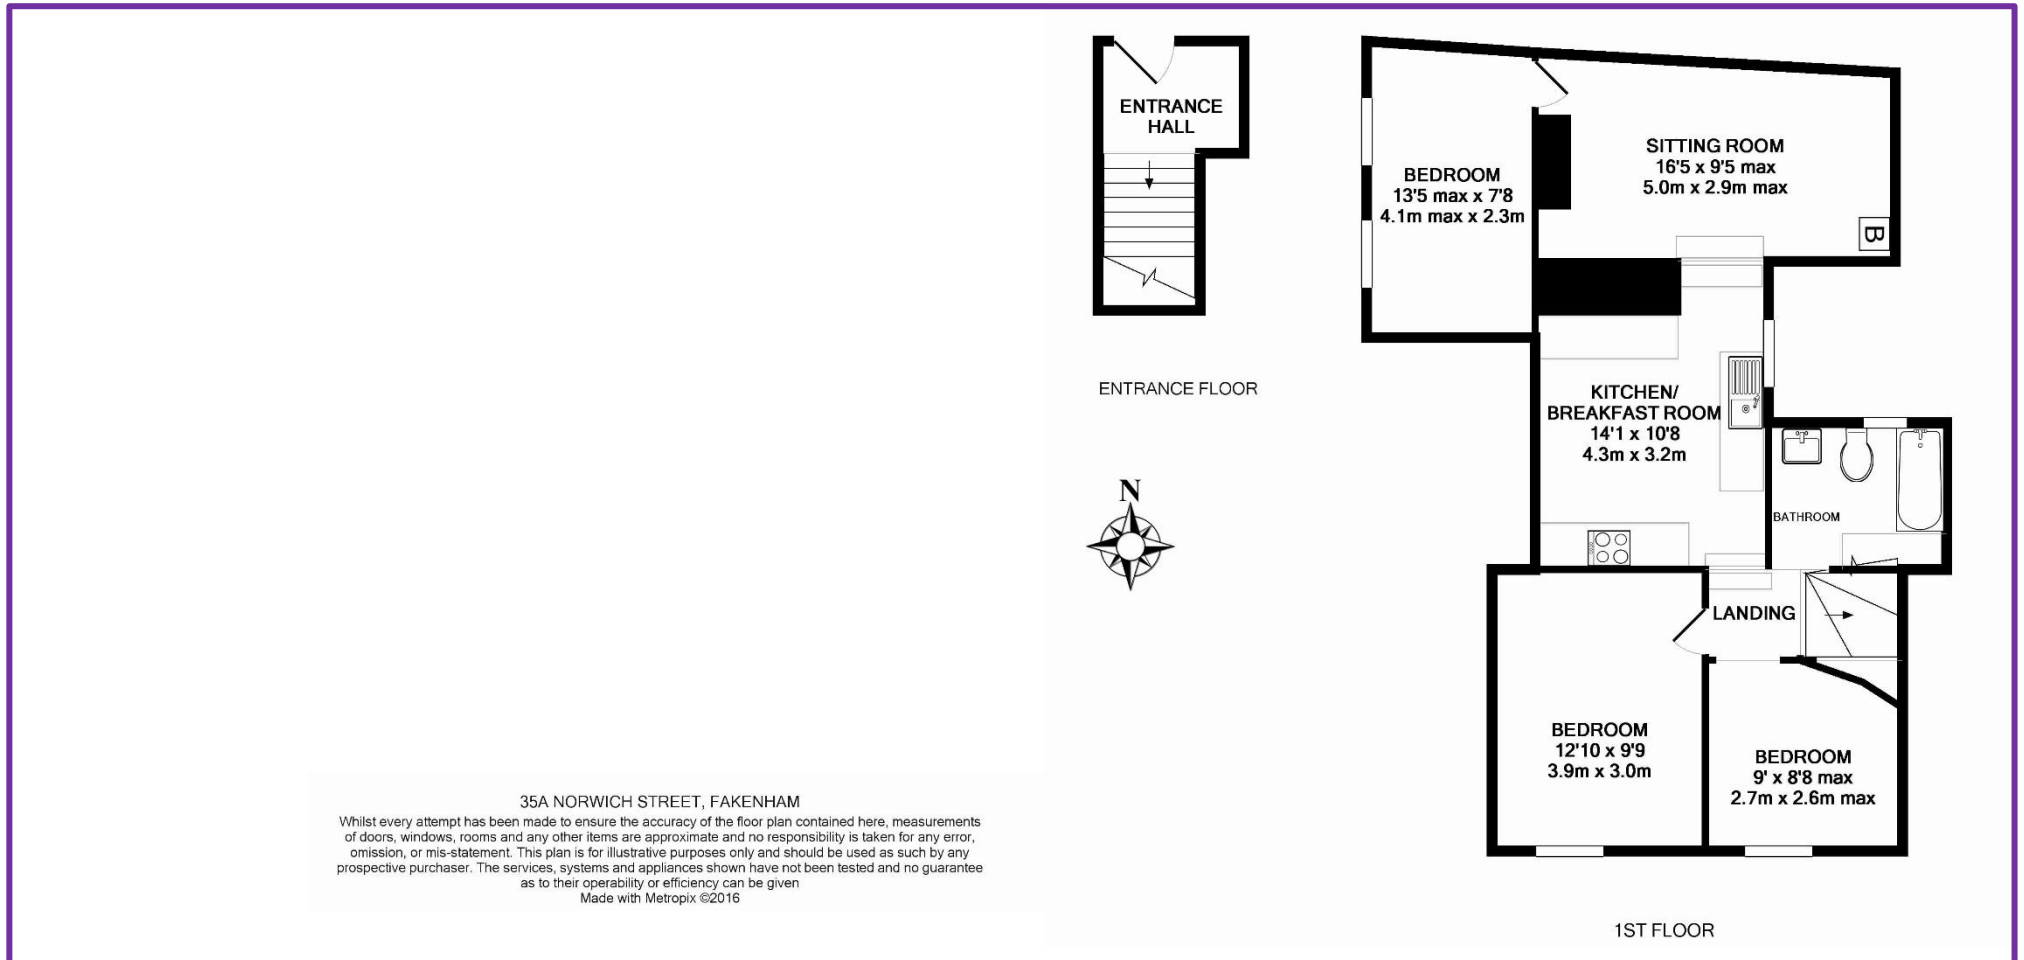 ENTRANCE
HALL
ENTRANCE FLOOR
N
BEDROOM
13'5 max x 7'8
4.1m max x 2.3m
SITTING ROOM
16'5 x 9'5 max
5.0m x 2.9m max
B
KITCHEN/
BREAKFAST ROOM
14'1 x 10'8
4.3m x 3.2m
BATHROOM
LANDING
BEDROOM
12'10 x 9'9
3.9m x 3.0m
BEDROOM
9' x 8'8 max
2.7m x 2.6m max
1ST FLOOR
35A NORWICH STREET, FAKENHAM
Whilst every attempt has been made to ensure the accuracy of the floor plan contained here, measurements
of doors, windows, rooms and any other items are approximate and no responsibility is taken for any error,
omission, or mis-statement. This plan is for illustrative purposes only and should be used as such by any
prospective purchaser. The services, systems and appliances shown have not been tested and no guarantee
as to their operability or efficiency can be given
Made with Metropix ©2016